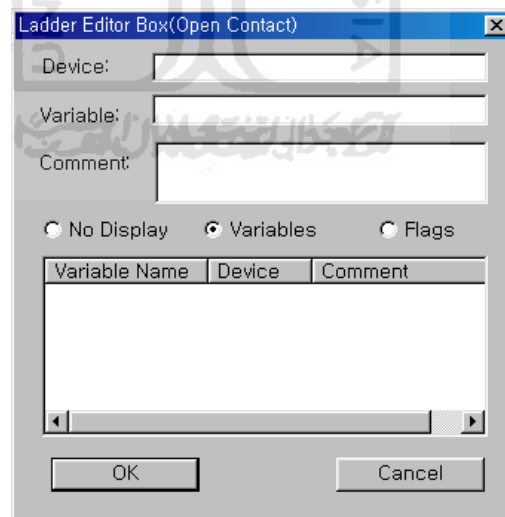 Ladder Editor Box(Open Contact)
Device:
Variable:
Comment:
No Display Variables Flags
Variable Name Device Comment
OK Cancel